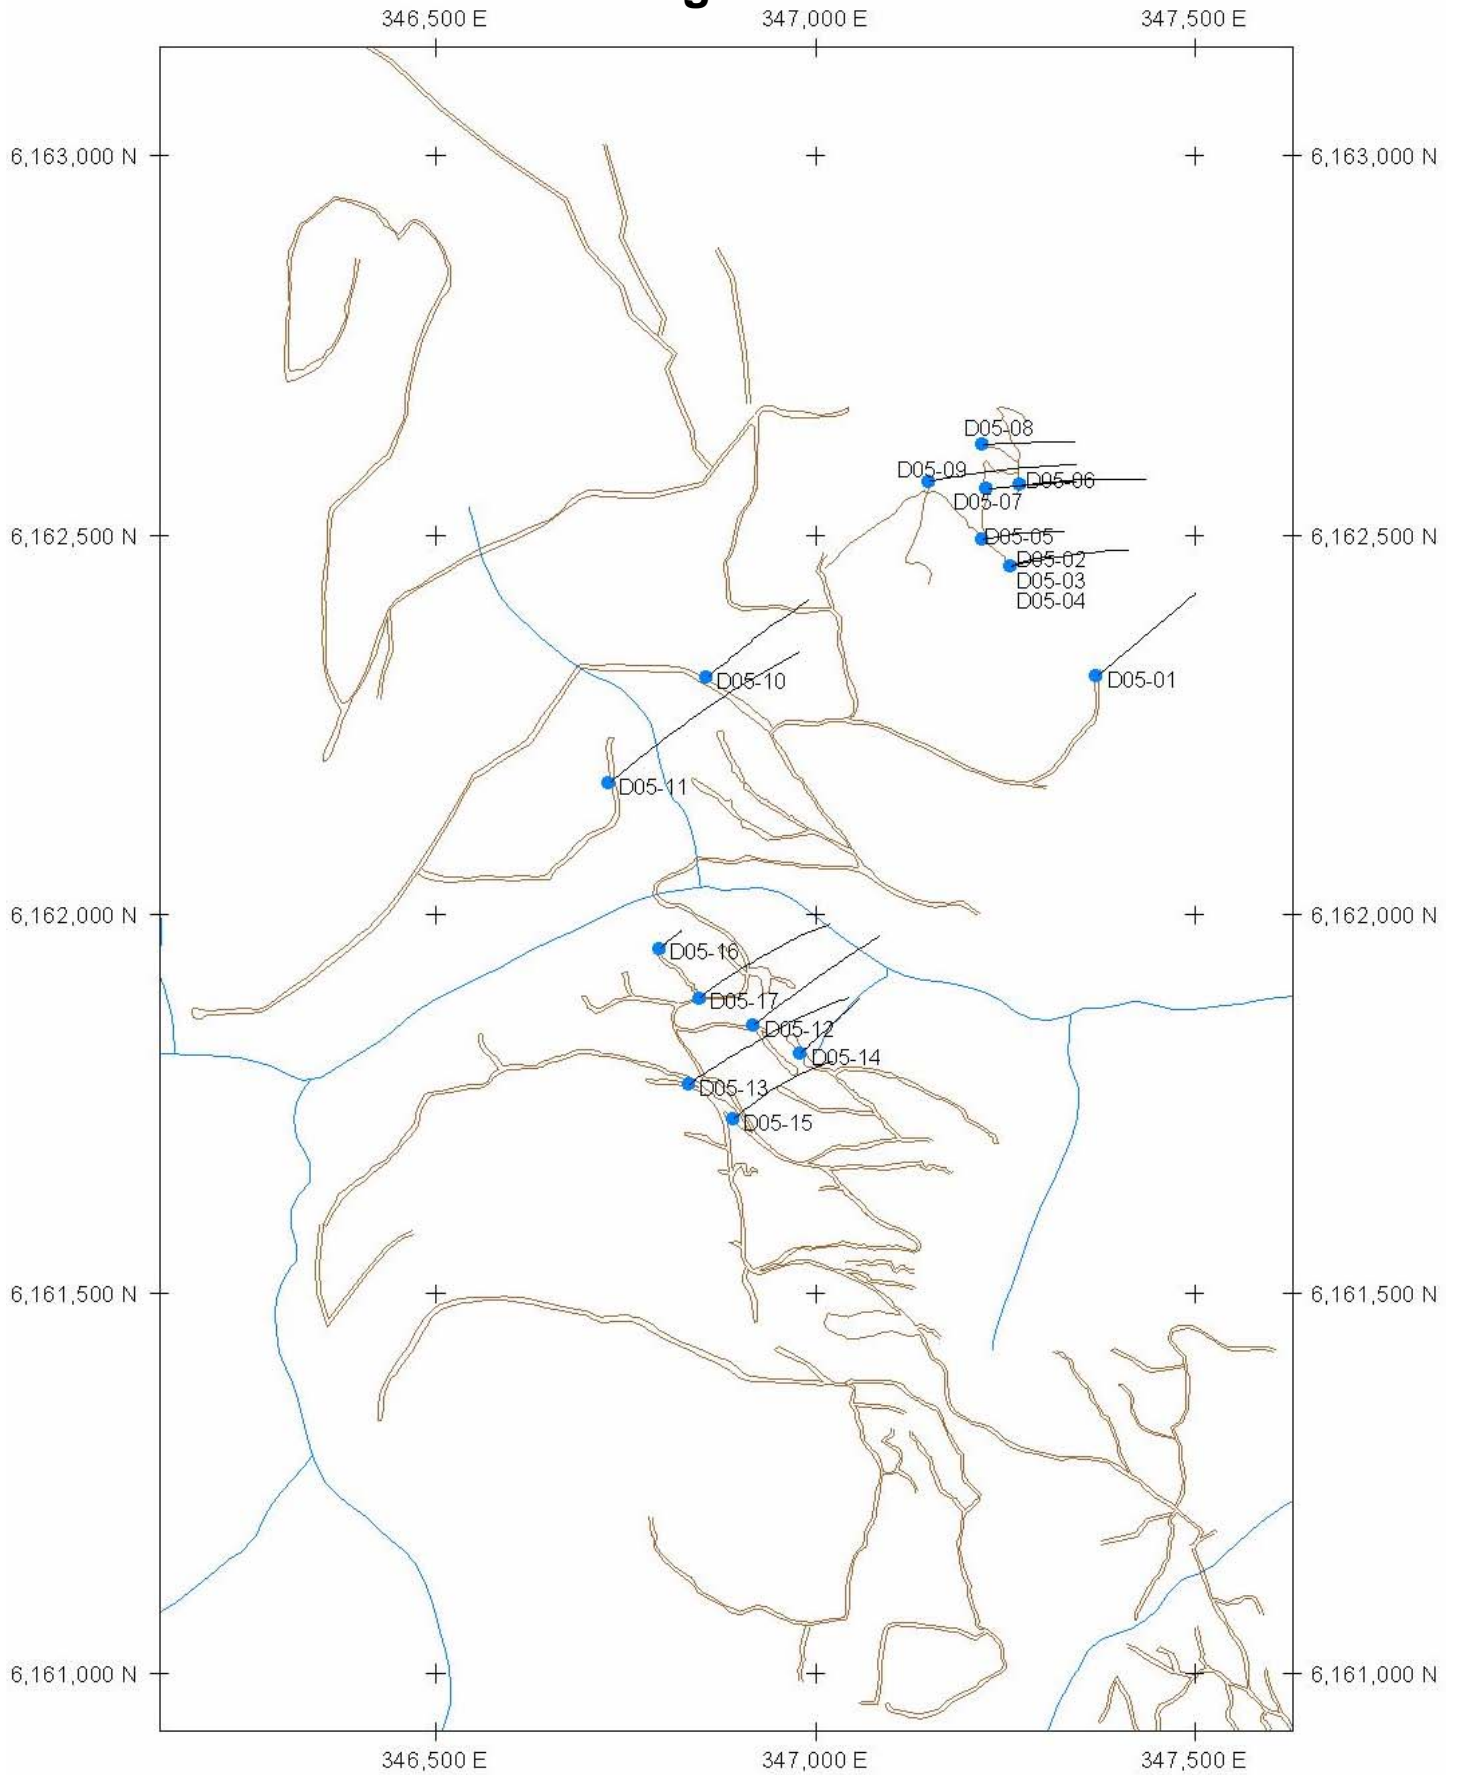 g
346,500 E 347,000 E 347,500 E
6,163,000 N 6,163,000 N
D05-08
D05-09
D05-06
D05-07
6,162,500 N 6,162,500 N
D05-05
D05-02
D05-03
D05-04
D05-10 D05-01
D05-11
6,162,000 N 6,162,000 N
D05-16
D05-17
D05-12
D05-14
D05-13
D05-15
6,161,500 N 6,161,500 N
6,161,000 N 6,161,000 N
346,500 E 347,000 E 347,500 E